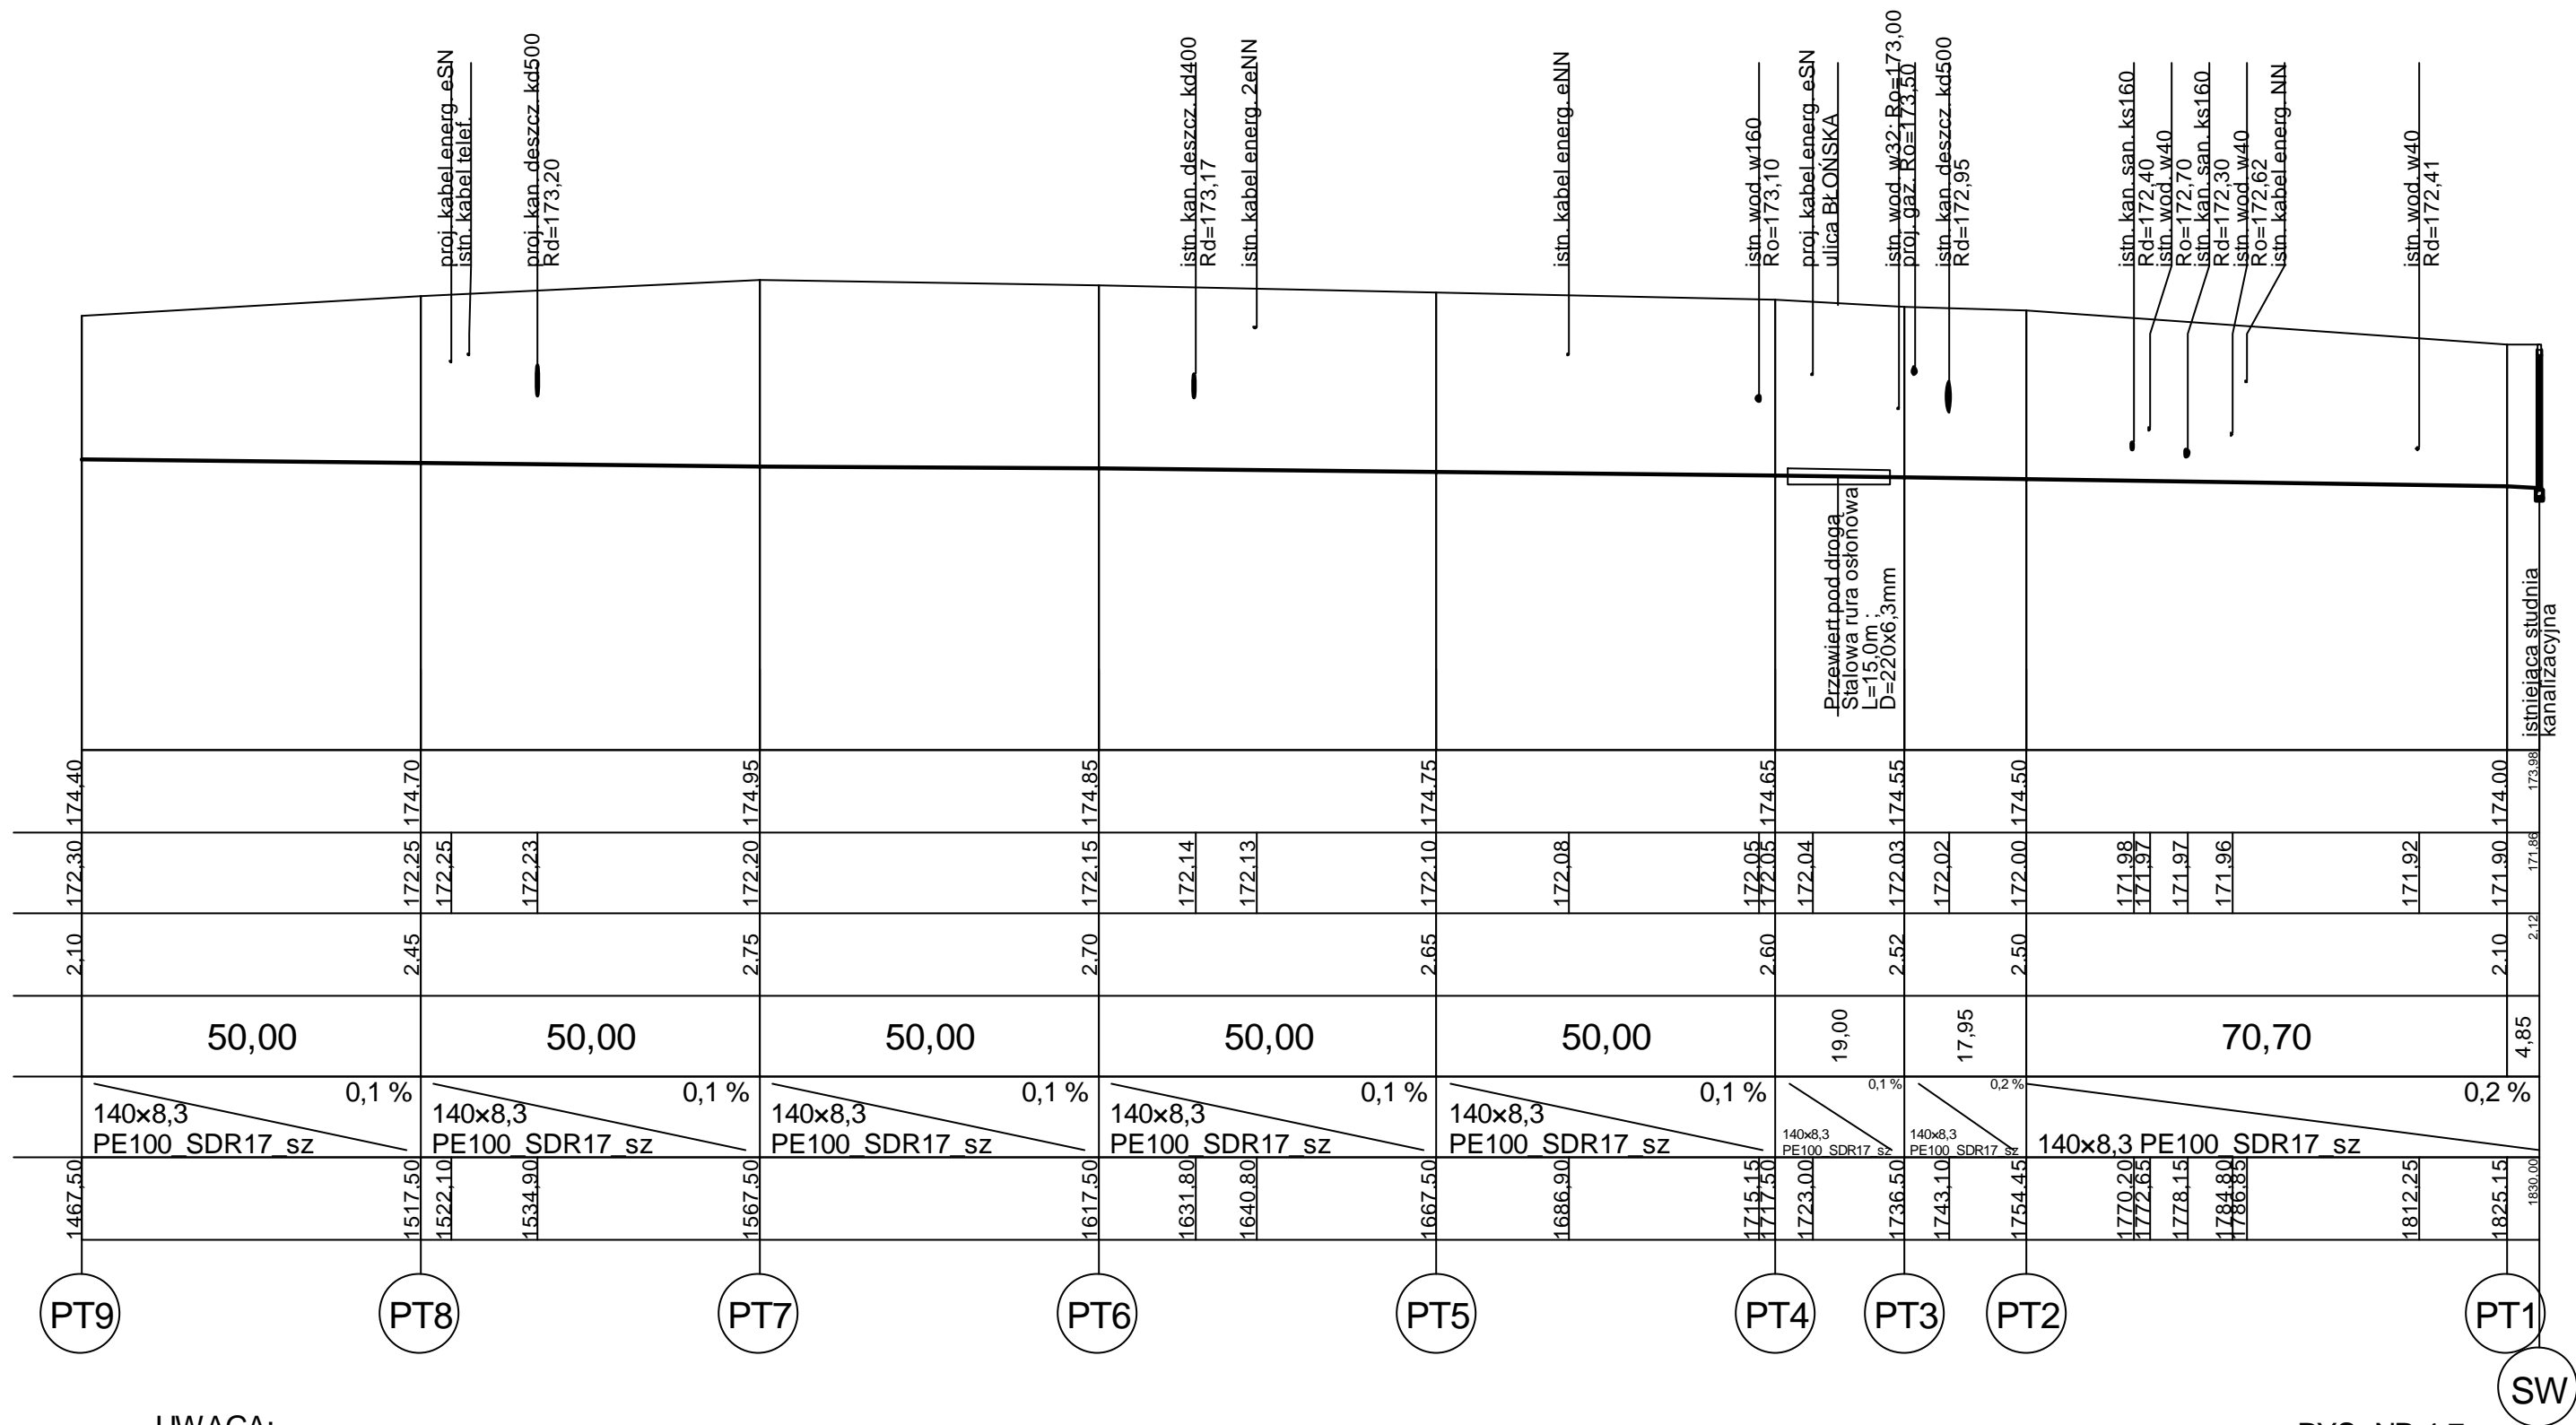 proj. kabel energ. eSN
istn. kabel telef.
proj. kan. deszcz. kd500
Rd=173,20
istn. kan. deszcz. kd400
Rd=173,17
istn. kabel energ. 2eNN
istn. kabel energ. eNN
istn. wod. w160
Ro=173,10
proj. kabel energ. eSN
ulica BŁOŃSKA
istn. wod. w32; Ro=173,00
proj. gaz. Ro=173,50
istn. kan. deszcz. kd500
Rd=172,95
istn. kan. san. ks160
Rd=172,40
istn. wod. w40
Ro=172,70
istn. kan. san. ks160
Rd=172,30
istn. wod. w40
Ro=172,62
istn. kabel energ. NN
istn. wod. w40
Rd=172,41
Przewiert pod drogą
Stalowa rura osłonowa
L=15,0m ;
D=220x6,3mm
istniejąca studnia
kanalizacyjna
174,40 174,70 174,95 174,85 174,75 174,65 174,55 174,50 174,00 173,98
172,30 172,25 172,25 172,23 172,20 172,15 172,14 172,13 172,10 172,08 172,05 172,05 172,04 172,03 172,02 172,00 171,98 171,97 171,97 171,96 171,92 171,90 171,86
2,10 2,45 2,75 2,70 2,65 2,60 2,52 2,50 2,10 2,12
50,00 50,00 50,00 50,00 50,00 19,00 17,95 70,70 4,85
0,1 % 0,1 % 0,1 % 0,1 % 0,1 % 0,1 % 0,2 % 0,2 %
140×8,3 140×8,3 140×8,3 140×8,3 140×8,3 140×8,3 140×8,3
PE100_SDR17_sz PE100_SDR17_sz PE100_SDR17_sz PE100_SDR17_sz PE100_SDR17_sz PE100_SDR17_sz PE100_SDR17_sz 140×8,3 PE100_SDR17_sz
1467,50 1517,50 1522,10 1534,90 1567,50 1617,50 1631,80 1640,80 1667,50 1686,90 1715,15 1717,50 1723,00 1736,50 1743,10 1754,45 1770,20 1772,65 1778,15 1784,80 1786,85 1812,25 1825,15 1830,00
PT9 PT8 PT7 PT6 PT5 PT4 PT3 PT2 PT1
SW
UWAGA: